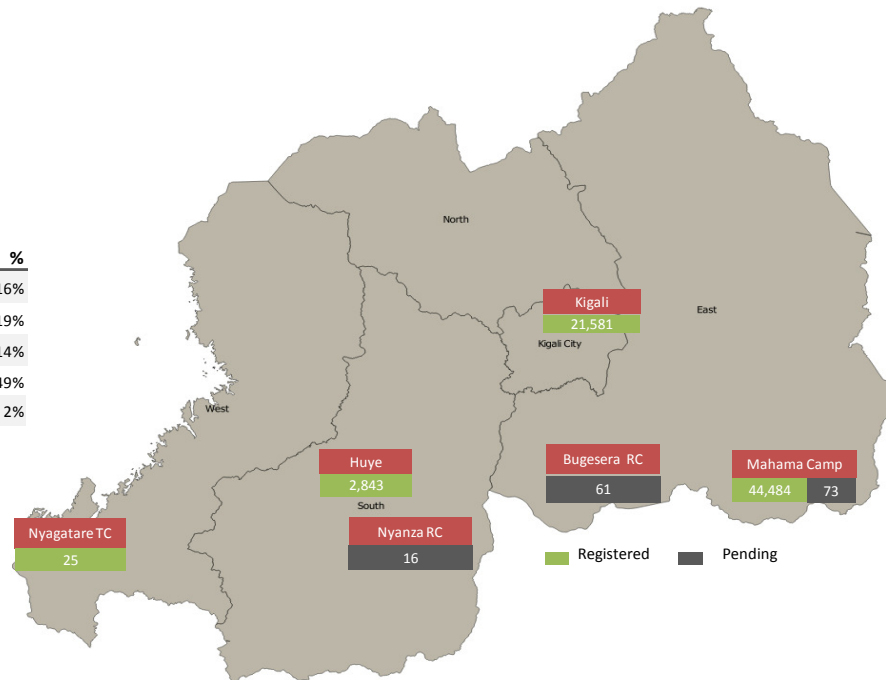 %
16%
19%
14%
49%
2%
North
East
West
South
Kigali City
Kigali
21,581
Huye
2,843
Bugesera RC
61
Mahama Camp
44,484 73
Nyagatare TC
25
Nyanza RC
16
Registered Pending